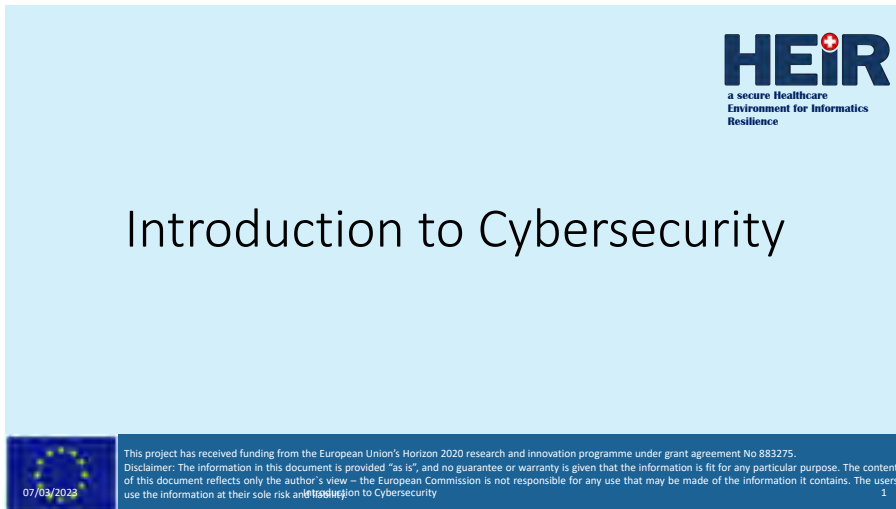 HEiR
a secure Healthcare
Environment for Informatics
Resilience
Introduction to Cybersecurity
This project has received funding from the European Union’s Horizon 2020 research and innovation programme under grant agreement No 883275.
Disclaimer: The information in this document is provided “as is”, and no guarantee or warranty is given that the information is fit for any particular purpose. The conten
of this document reflects only the author`s view – the European Commission is not responsible for any use that may be made of the information it contains. The users
use the information at their sole risk and liability.
07/03/2023
Introduction to Cybersecurity
1